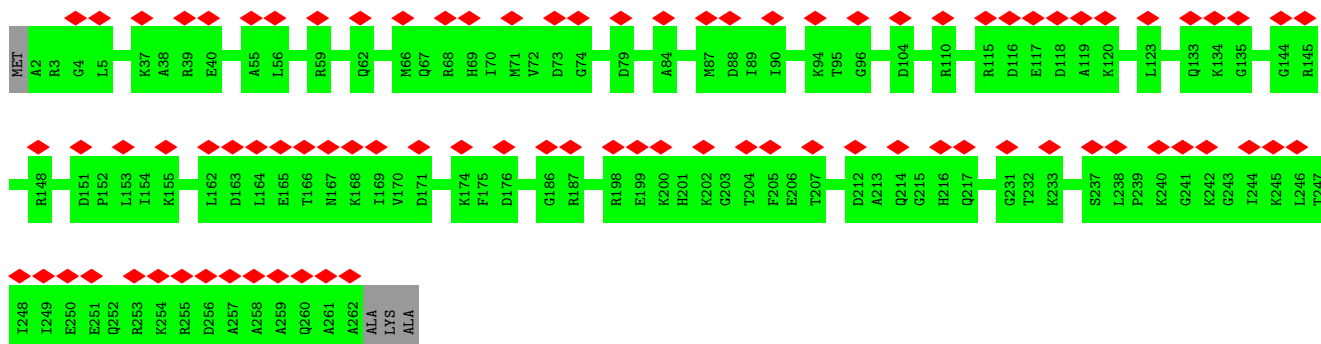 MET A2 R3 G4 L5 K37 A38 R39 E40 A55 L56 R59 Q62 M66 Q67 R68 H69 I70 M71 V72 D73 G74 D79 A84 M87 D88 I89 I90 K94 T95 G96 D104 R110 R115 D116 E117 D118 A119 K120 L123 Q133 K134 G135 G144 R145
R148 D151 P152 L153 I154 K155 L162 D163 L164 E165 T166 N167 K168 I169 V170 D171 K174 F175 D176 G186 R187 R198 E199 K200 H201 K202 G203 T204 F205 E206 T207 D212 A213 Q214 G215 H216 Q217 G231 T232 K233 S237 L238 P239 K240 G241 K242 G243 I244 K245 L246 T247
I248 I249 E250 E251 Q252 R253 K254 R255 D256 A257 A258 A259 Q260 A261 A262 ALA LYS ALA